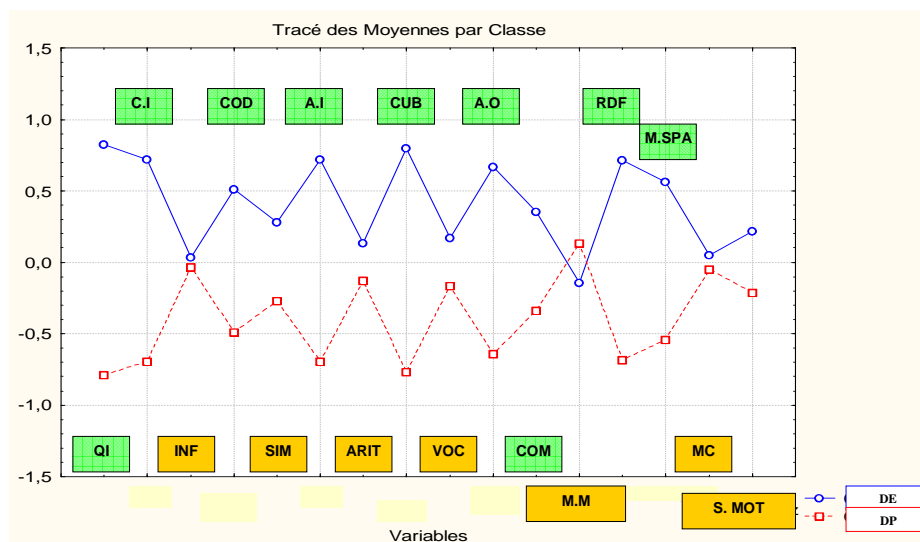 Tracé des Moyennes par Classe
1,5
C.I COD A.I CUB A.O RDF
M.SPA
1,0
0,5
0,0
-0,5
-1,0
QI INF SIM ARIT VOC COM MC
-1,5
M.M S. MOT DE
DP
Variables